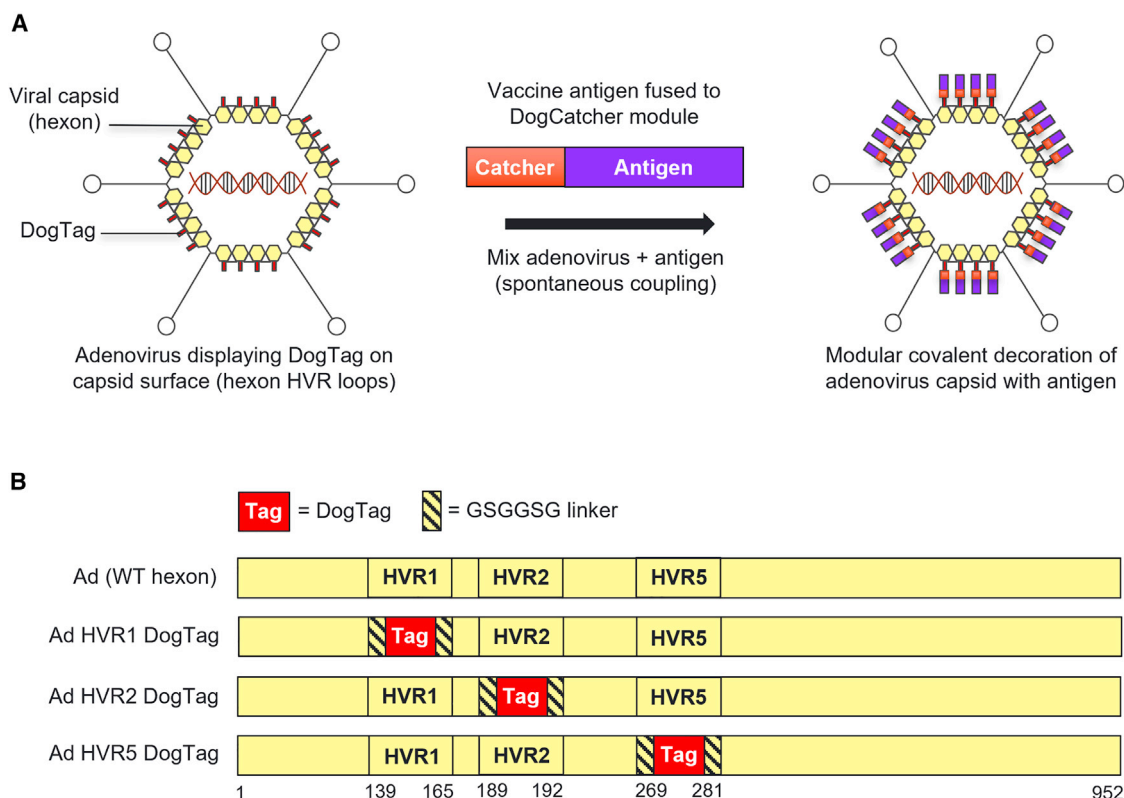 A
Viral capsid
(hexon)
DogTag
Adenovirus displaying DogTag on
capsid surface (hexon HVR loops)
Vaccine antigen fused to
DogCatcher module
Catcher Antigen
Mix adenovirus + antigen
(spontaneous coupling)
Modular covalent decoration of
adenovirus capsid with antigen
B
Tag = DogTag = GSGGSG linker
Ad (WT hexon) HVR1 HVR2 HVR5
Ad HVR1 DogTag Tag HVR2 HVR5
Ad HVR2 DogTag HVR1 Tag HVR5
Ad HVR5 DogTag HVR1 HVR2 Tag
1 139 165 189 192 269 281 952